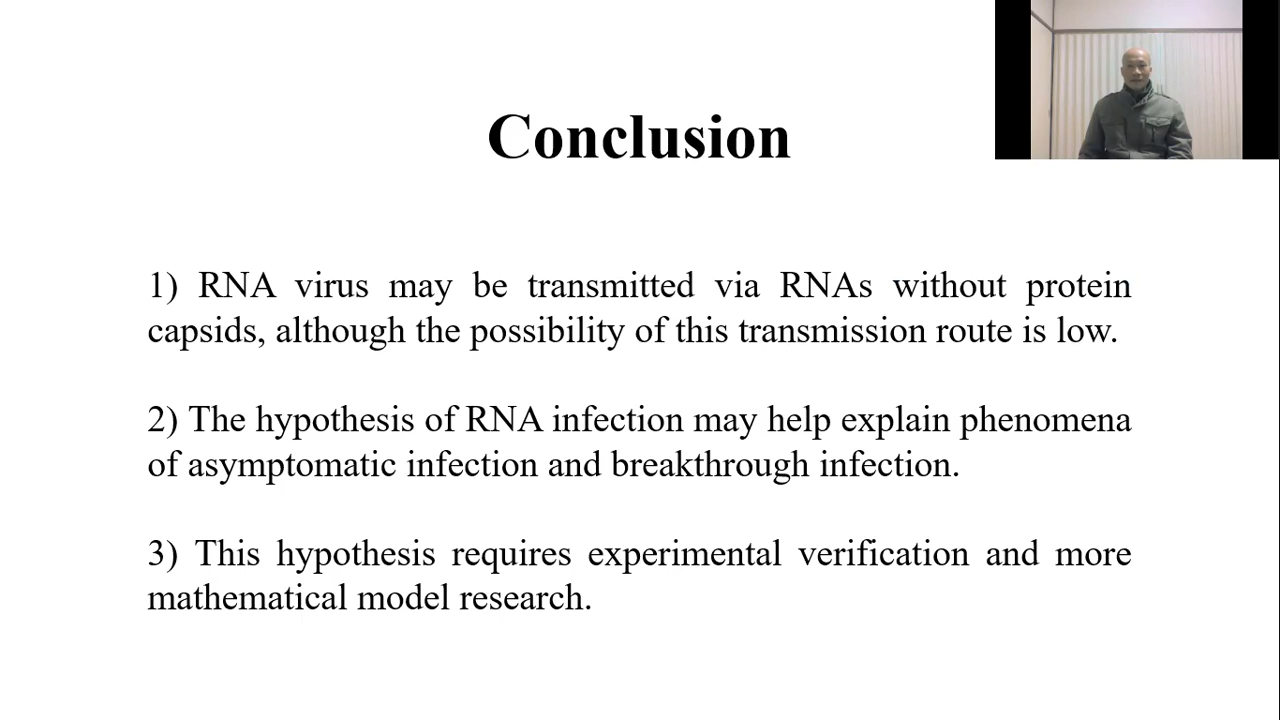 Conclusion
1) RNA virus may be transmitted via RNAs without protein
capsids, although the possibility of this transmission route is low.
2) The hypothesis of RNA infection may help explain phenomena
of asymptomatic infection and breakthrough infection.
3) This hypothesis requires experimental verification and more
mathematical model research.